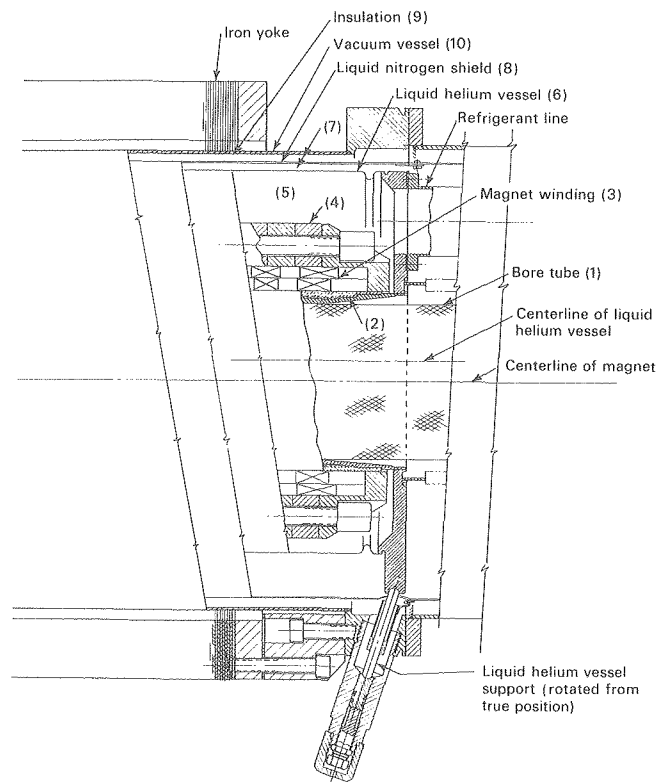 Insulation (9)
Iron yoke
Vacuum vessel (10)
Liquid nitrogen shield (8)
Liquid helium vessel (6)
(7)
Refrigerant line
(5)
(4)
Magnet winding (3)
Bore tube (1)
(2)
Centerline of liquid
helium vessel
Centerline of magnet
Liquid helium vessel
support (rotated from
true position)